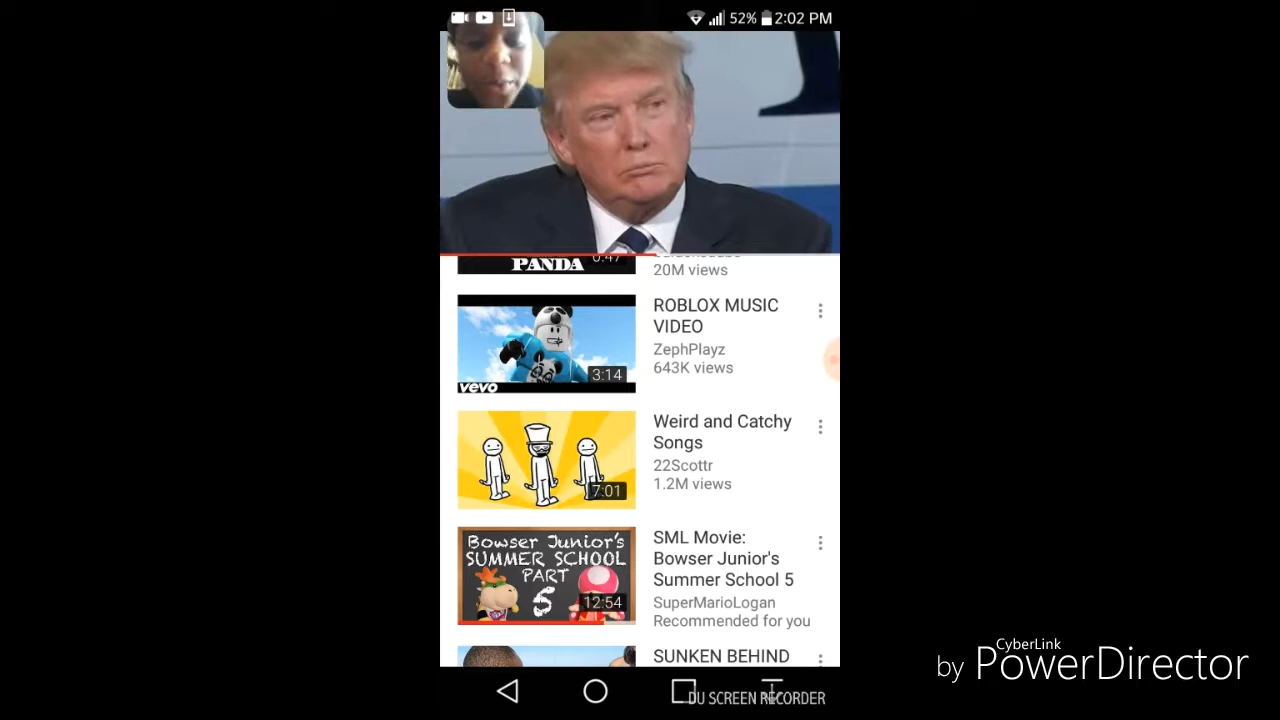 52% 2:02 PM
PANDA 0:47
20M views
ROBLOX MUSIC
VIDEO
ZephPlayz
643K views
3:14
vevo
Weird and Catchy
Songs
22Scottr
1.2M views
7:01
Bowser Junior's
SUMMER SCHOOL
PART
5
12:54
SML Movie:
Bowser Junior's
Summer School 5
SuperMarioLogan
Recommended for you
SUNKEN BEHIND
DU SCREEN RECORDER
CyberLink
by PowerDirector